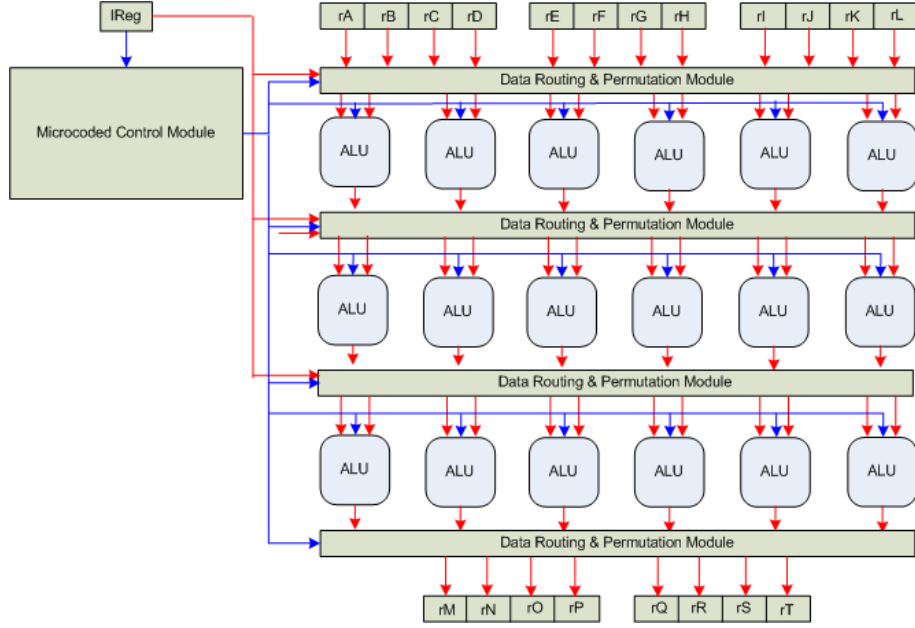 IReg rA rB rC rD rE rF rG rH rI rJ rK rL
Data Routing & Permutation Module
Microcoded Control Module
ALU ALU ALU ALU ALU ALU
Data Routing & Permutation Module
ALU ALU ALU ALU ALU ALU
Data Routing & Permutation Module
ALU ALU ALU ALU ALU ALU
Data Routing & Permutation Module
rM rN rO rP rQ rR rS rT